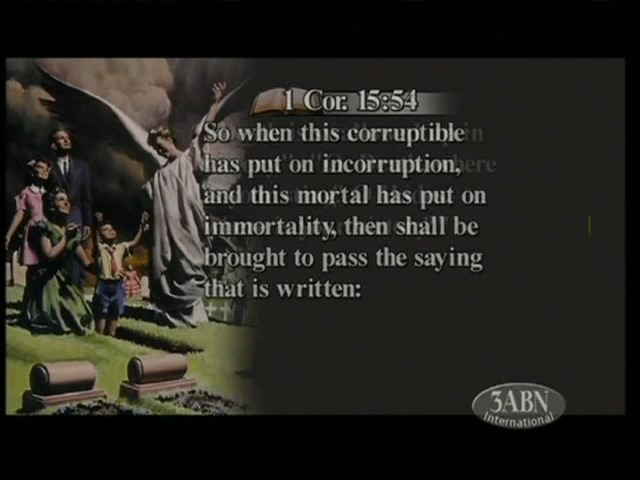 1 Cor. 15:54
So when this corruptible
has put on incorruption,
and this mortal has put on
immortality, then shall be
brought to pass the saying
that is written:
3ABN
International